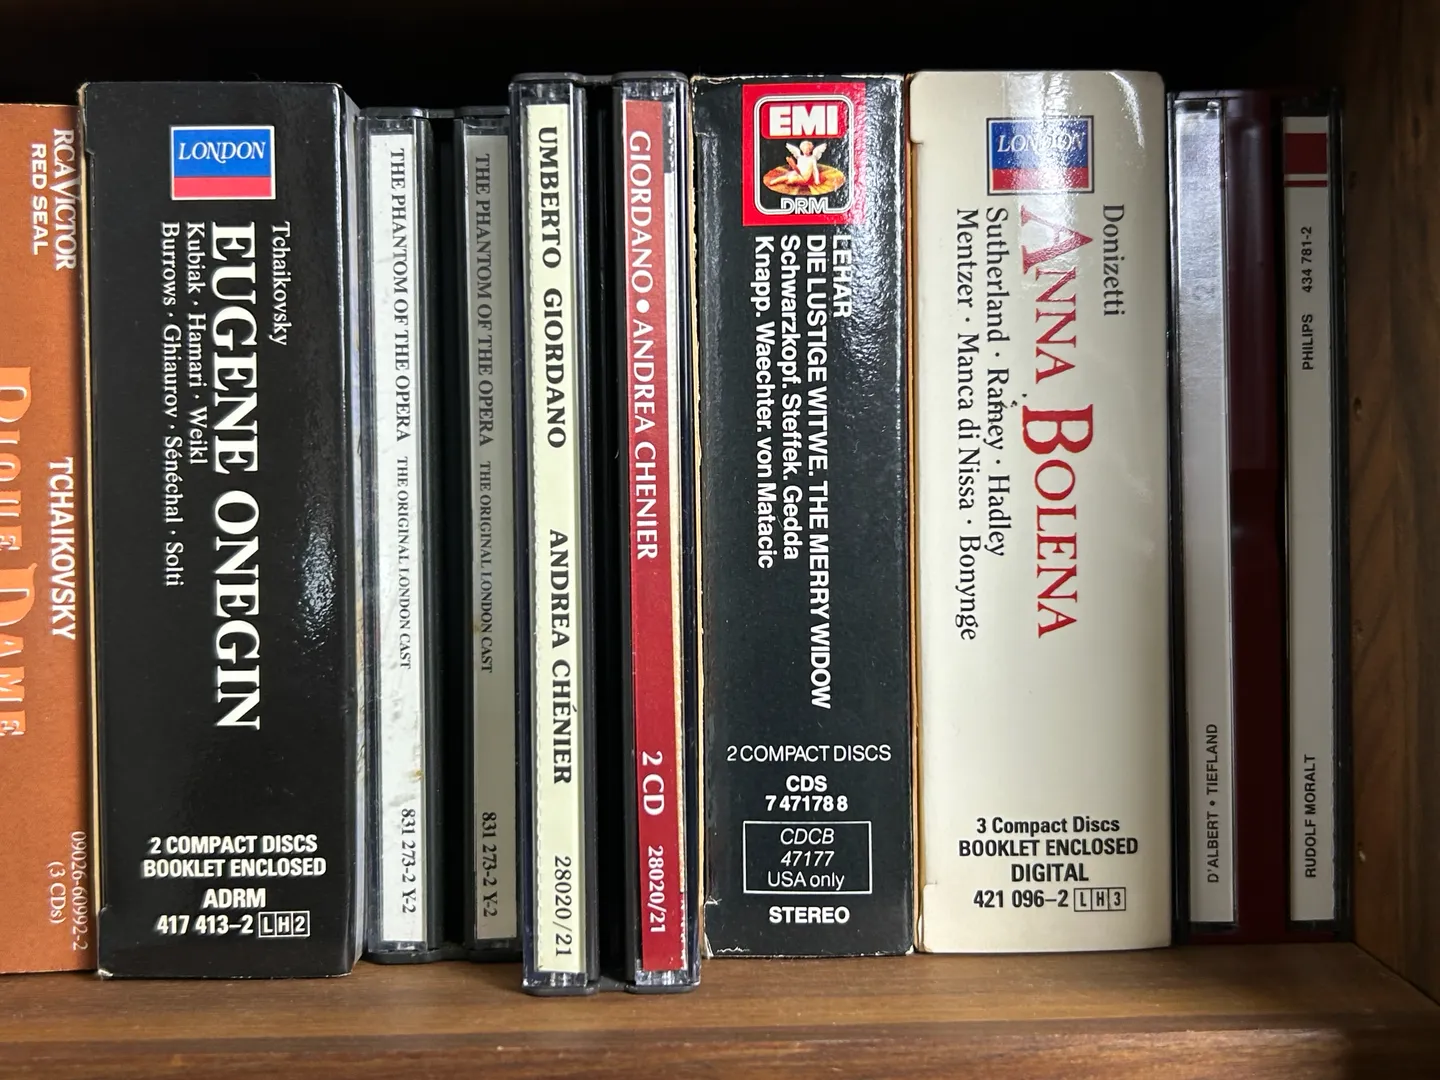 RCA VICTOR
RED SEAL
TCHAIKOVSKY
PIQUE DAME
09026-60992-2
(3 CDs)
LONDON
Tchaikovsky
EUGENE ONEGIN
Kubiak · Hamari · Weikl
Burrows · Ghiaurov · Sénéchal · Solti
2 COMPACT DISCS
BOOKLET ENCLOSED
ADRM
417 413-2 LH2
THE PHANTOM OF THE OPERA THE ORIGINAL LONDON CAST 831 273-2 Y-2
THE PHANTOM OF THE OPERA THE ORIGINAL LONDON CAST 831 273-2 Y-2
UMBERTO GIORDANO ANDREA CHÉNIER 28020/21
GIORDANO • ANDREA CHENIER 2 CD 28020/21
EMI
DRM
LEHÁR
DIE LUSTIGE WITWE. THE MERRY WIDOW
Schwarzkopf. Steffek. Gedda
Knapp. Waechter. von Matacic
2 COMPACT DISCS
CDS
7 47178 8
CDCB
47177
USA only
STEREO
LONDON
Donizetti
ANNA BOLENA
Sutherland · Ramey · Hadley
Mentzer · Manca di Nissa · Bonynge
3 Compact Discs
BOOKLET ENCLOSED
DIGITAL
421 096-2 LH3
D'ALBERT • TIEFLAND
RUDOLF MORALT PHILIPS 434 781-2